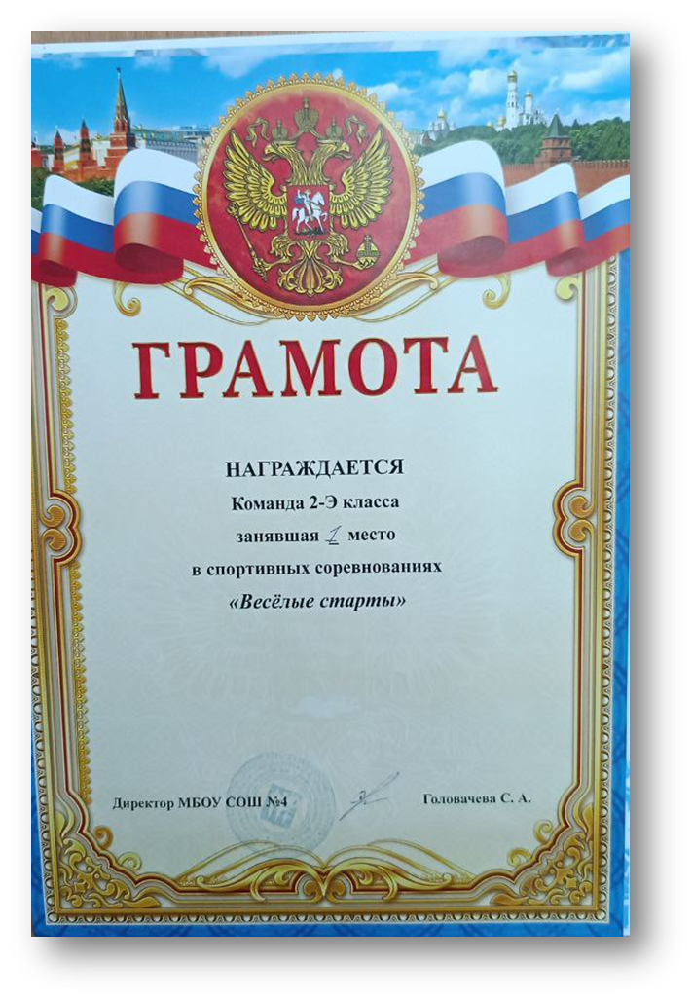 ГРАМОТА
НАГРАЖДАЕТСЯ
Команда 2-Э класса
занявшая 1 место
в спортивных соревнованиях
«Весёлые старты»
Директор МБОУ СОШ №4 Головачева С. А.